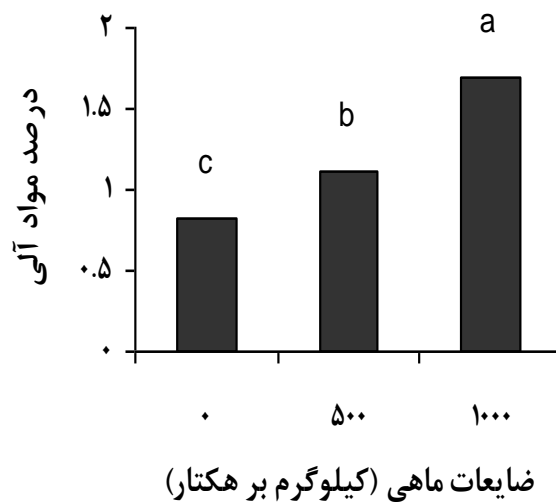 درصد مواد آلی
۲
۱.۵
۱
۰.۵
۰
c
b
a
۰
۵۰۰
۱۰۰۰
ضایعات ماهی (کیلوگرم بر هکتار)